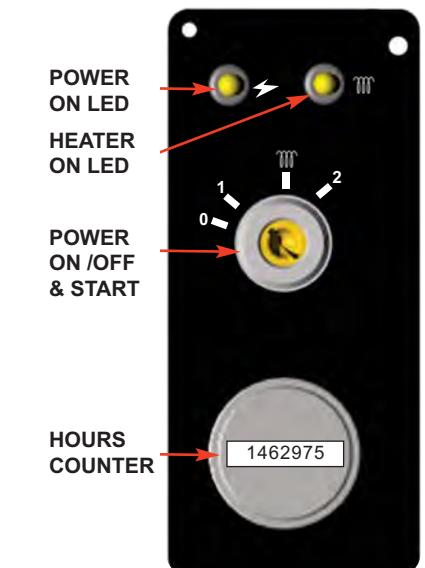 POWER
ON LED
HEATER
ON LED
POWER
ON /OFF
& START
HOURS
COUNTER
0
1
2
1462975